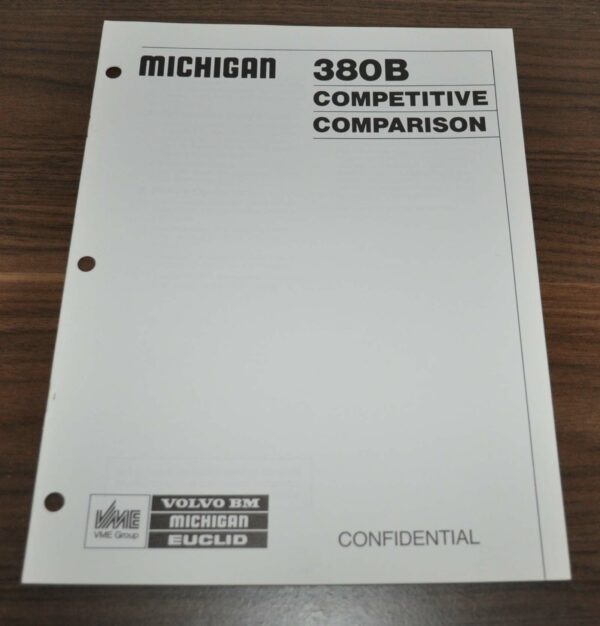 MICHIGAN 380B
COMPETITIVE
COMPARISON
VME
VME Group
VOLVO BM
MICHIGAN
EUCLID
CONFIDENTIAL